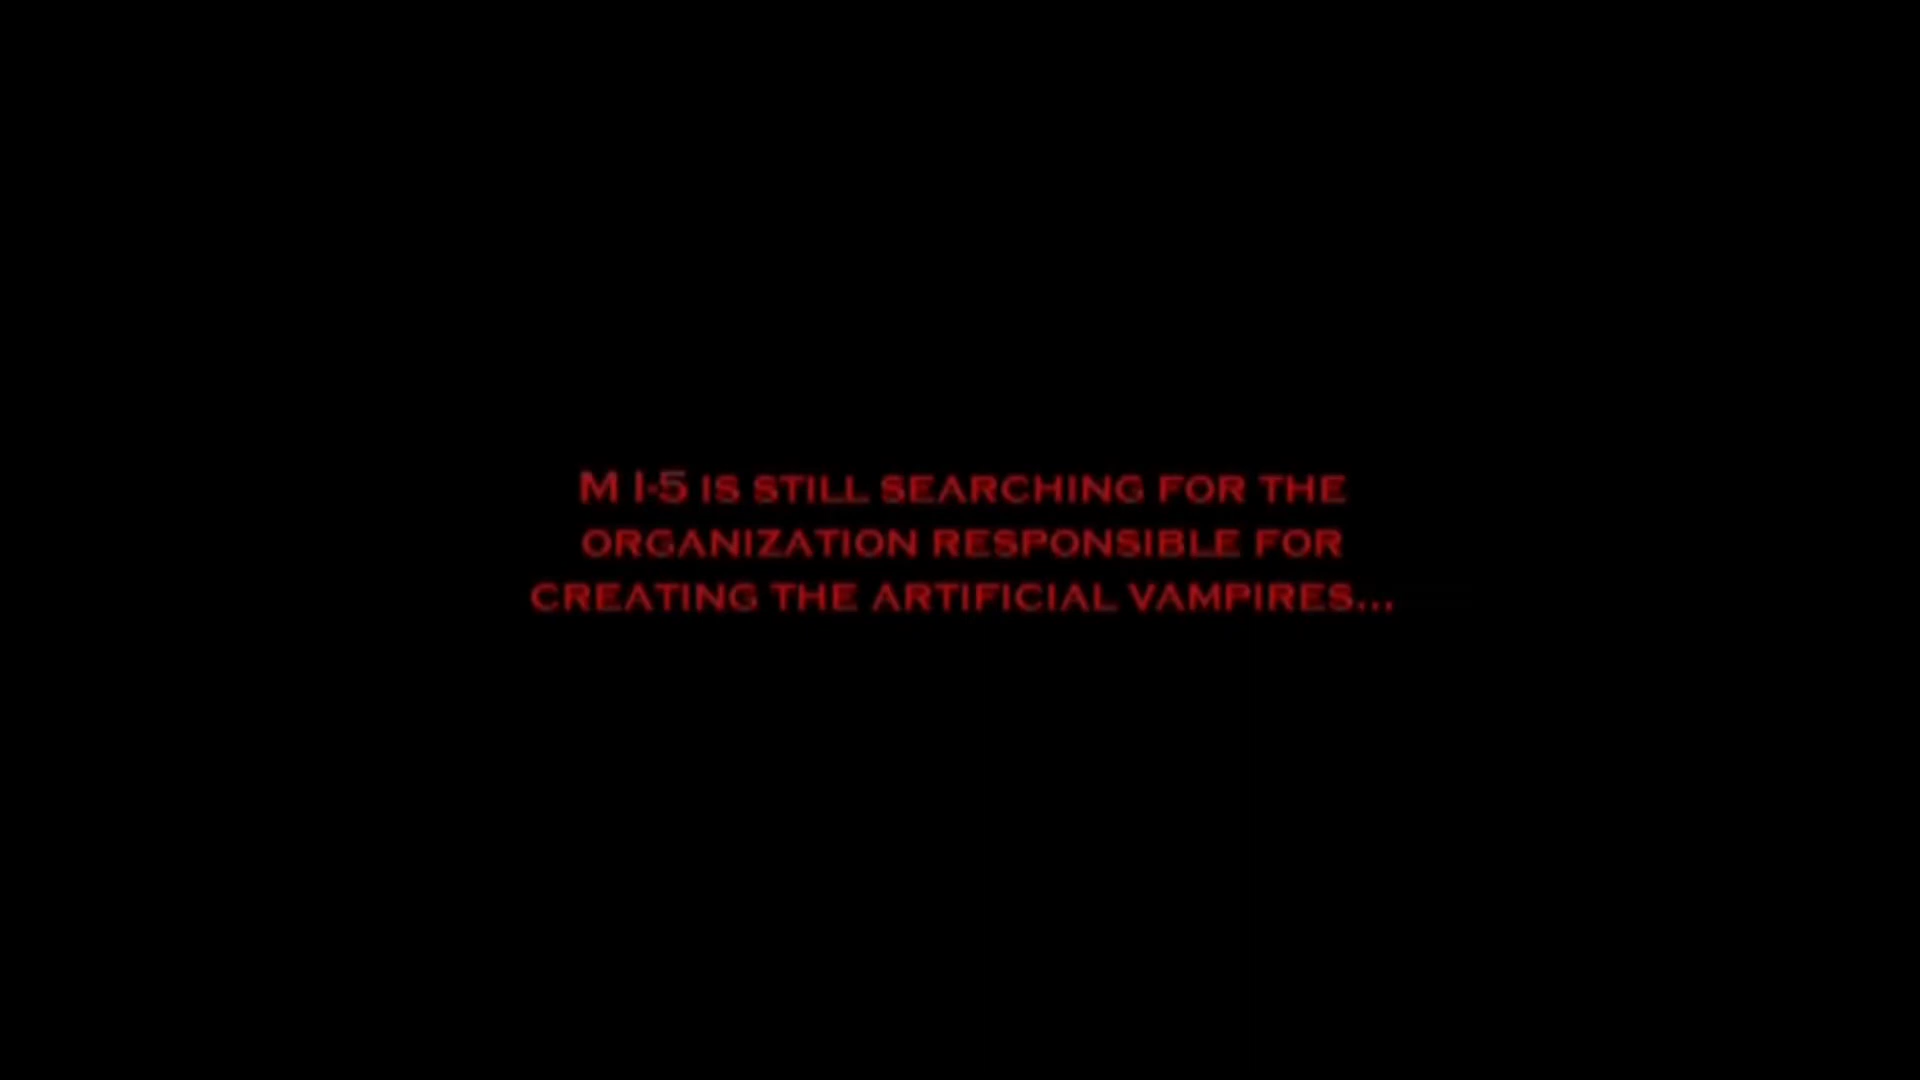 M I-5 IS STILL SEARCHING FOR THE
ORGANIZATION RESPONSIBLE FOR
CREATING THE ARTIFICIAL VAMPIRES...